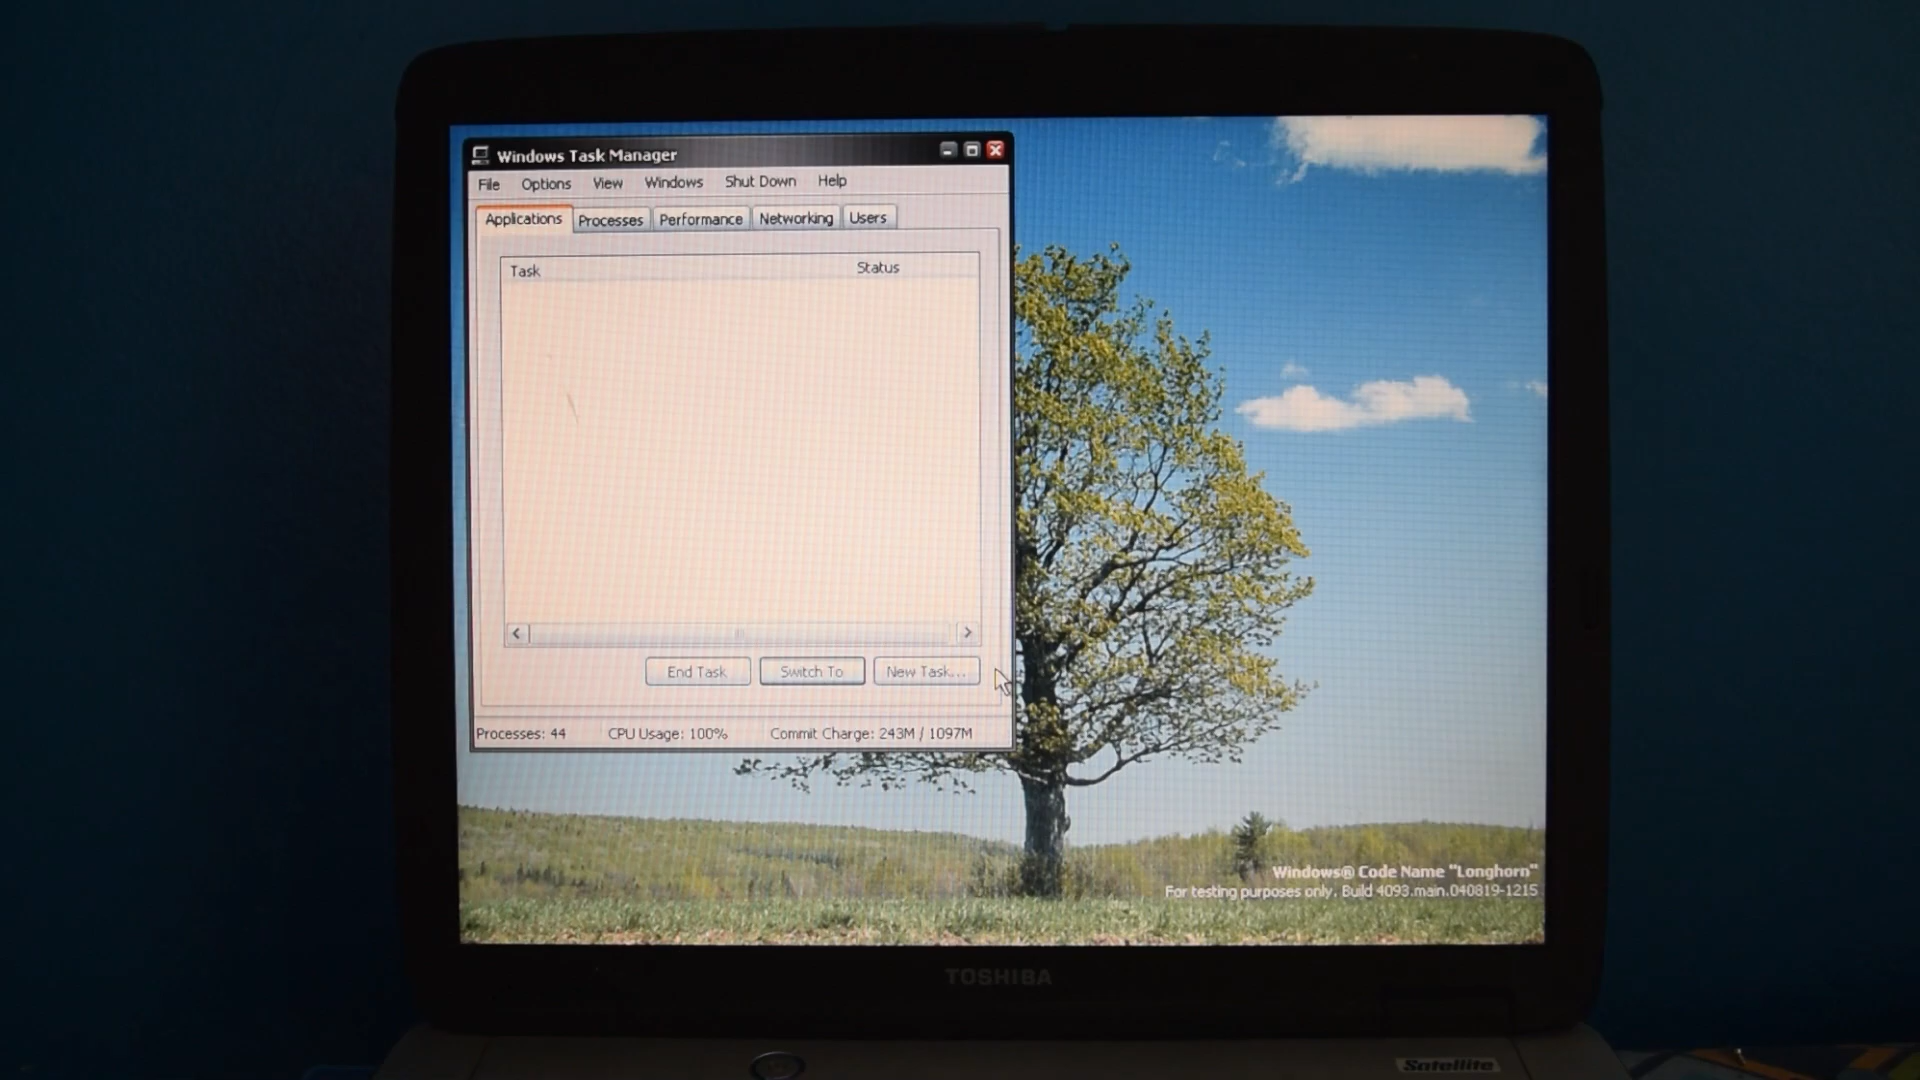 Windows Task Manager
File Options View Windows Shut Down Help
Applications Processes Performance Networking Users
Task Status
End Task Switch To New Task...
Processes: 44 CPU Usage: 100% Commit Charge: 243M / 1097M
Windows® Code Name "Longhorn"
For testing purposes only. Build 4093.main.040819-1215
TOSHIBA
Satellite